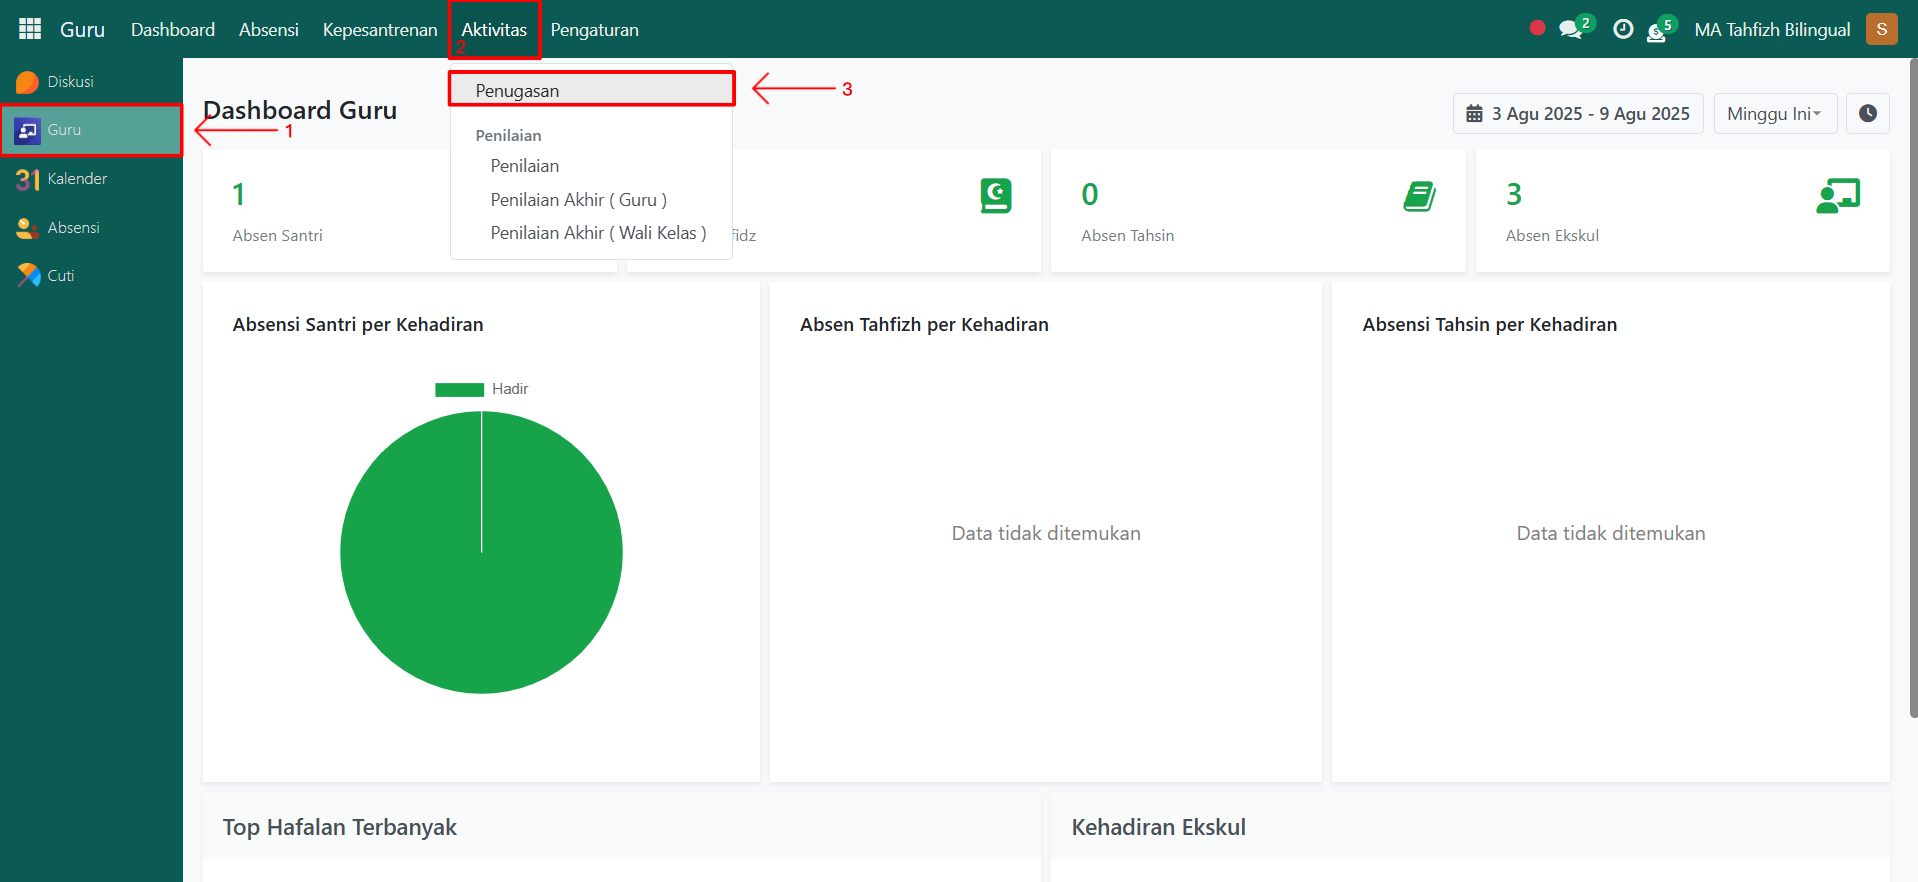 Guru Dashboard Absensi Kepesantrenan Aktivitas Pengaturan 2 5 MA Tahfizh Bilingual S
2
Diskusi
Guru
1
Kalender
Absensi
Cuti
Penugasan
3
Penilaian
Penilaian
Penilaian Akhir ( Guru )
Penilaian Akhir ( Wali Kelas )
Dashboard Guru
3 Agu 2025 - 9 Agu 2025 Minggu Ini
1
Absen Santri
fidz
0
Absen Tahsin
3
Absen Ekskul
Absensi Santri per Kehadiran
Hadir
Absen Tahfizh per Kehadiran
Data tidak ditemukan
Absensi Tahsin per Kehadiran
Data tidak ditemukan
Top Hafalan Terbanyak
Kehadiran Ekskul